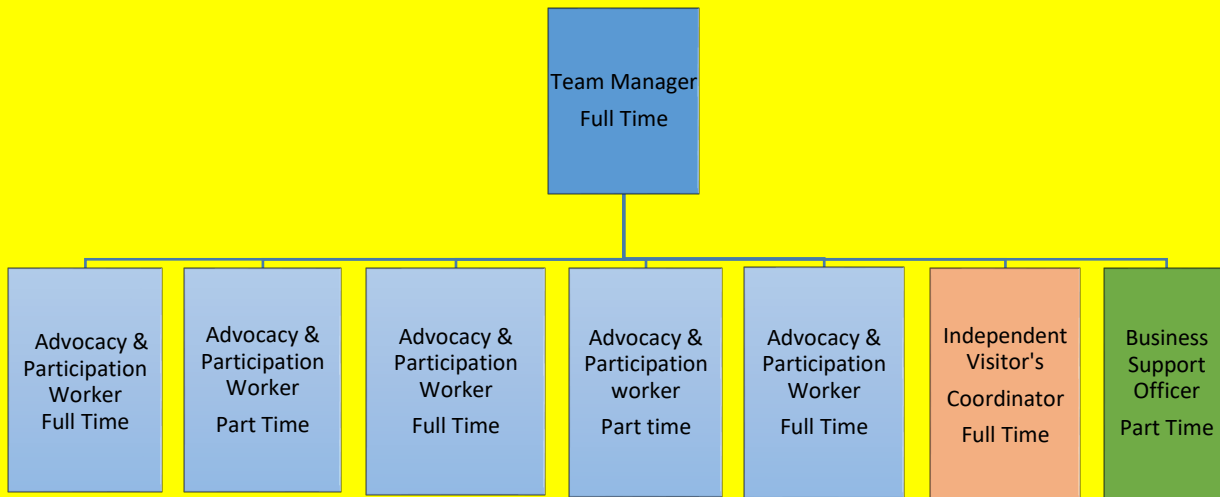 Team Manager
Full Time
Advocacy &
Participation
Worker
Full Time
Advocacy &
Participation
Worker
Part Time
Advocacy &
Participation
Worker
Full Time
Advocacy &
Participation
worker
Part time
Advocacy &
Participation
Worker
Full Time
Independent
Visitor's
Coordinator
Full Time
Business
Support
Officer
Part Time